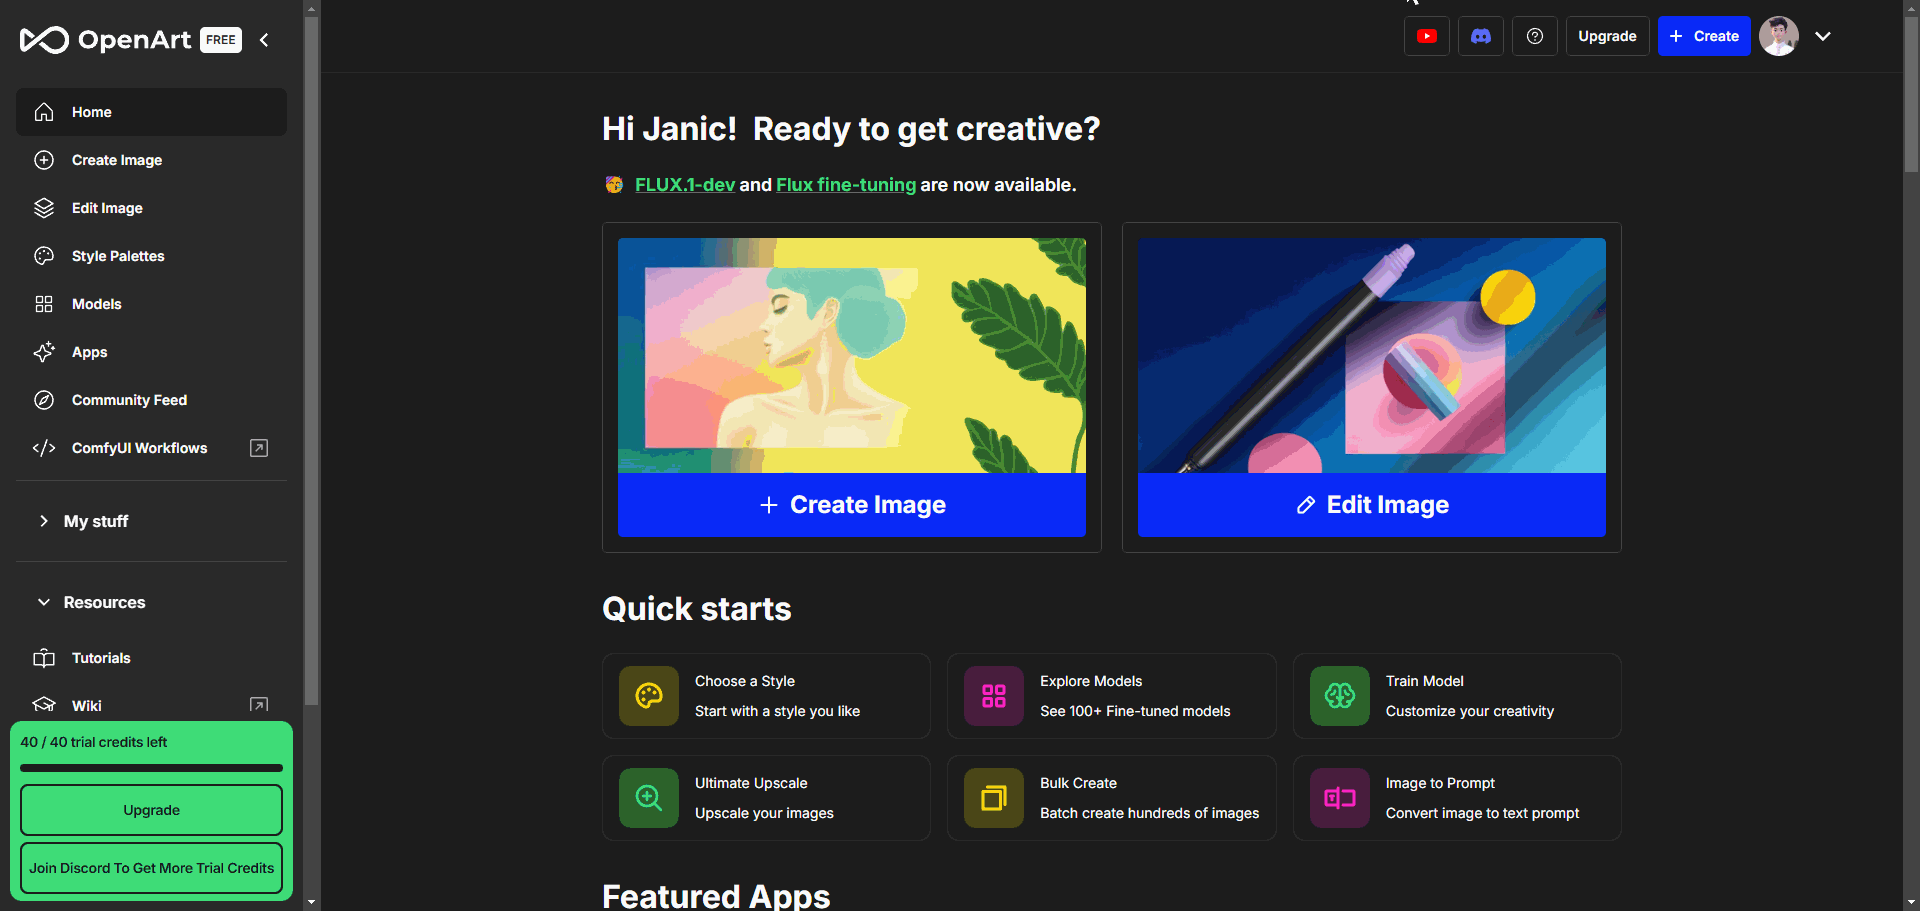 OpenArt FREE
Home
Create Image
Edit Image
Style Palettes
Models
Apps
Community Feed
ComfyUI Workflows
My stuff
Resources
Tutorials
Wiki
40 / 40 trial credits left
Upgrade
Join Discord To Get More Trial Credits
Upgrade
+ Create
Hi Janic! Ready to get creative?
FLUX.1-dev and Flux fine-tuning are now available.
+ Create Image
Edit Image
Quick starts
Choose a Style
Start with a style you like
Explore Models
See 100+ Fine-tuned models
Train Model
Customize your creativity
Ultimate Upscale
Upscale your images
Bulk Create
Batch create hundreds of images
Image to Prompt
Convert image to text prompt
Featured Apps